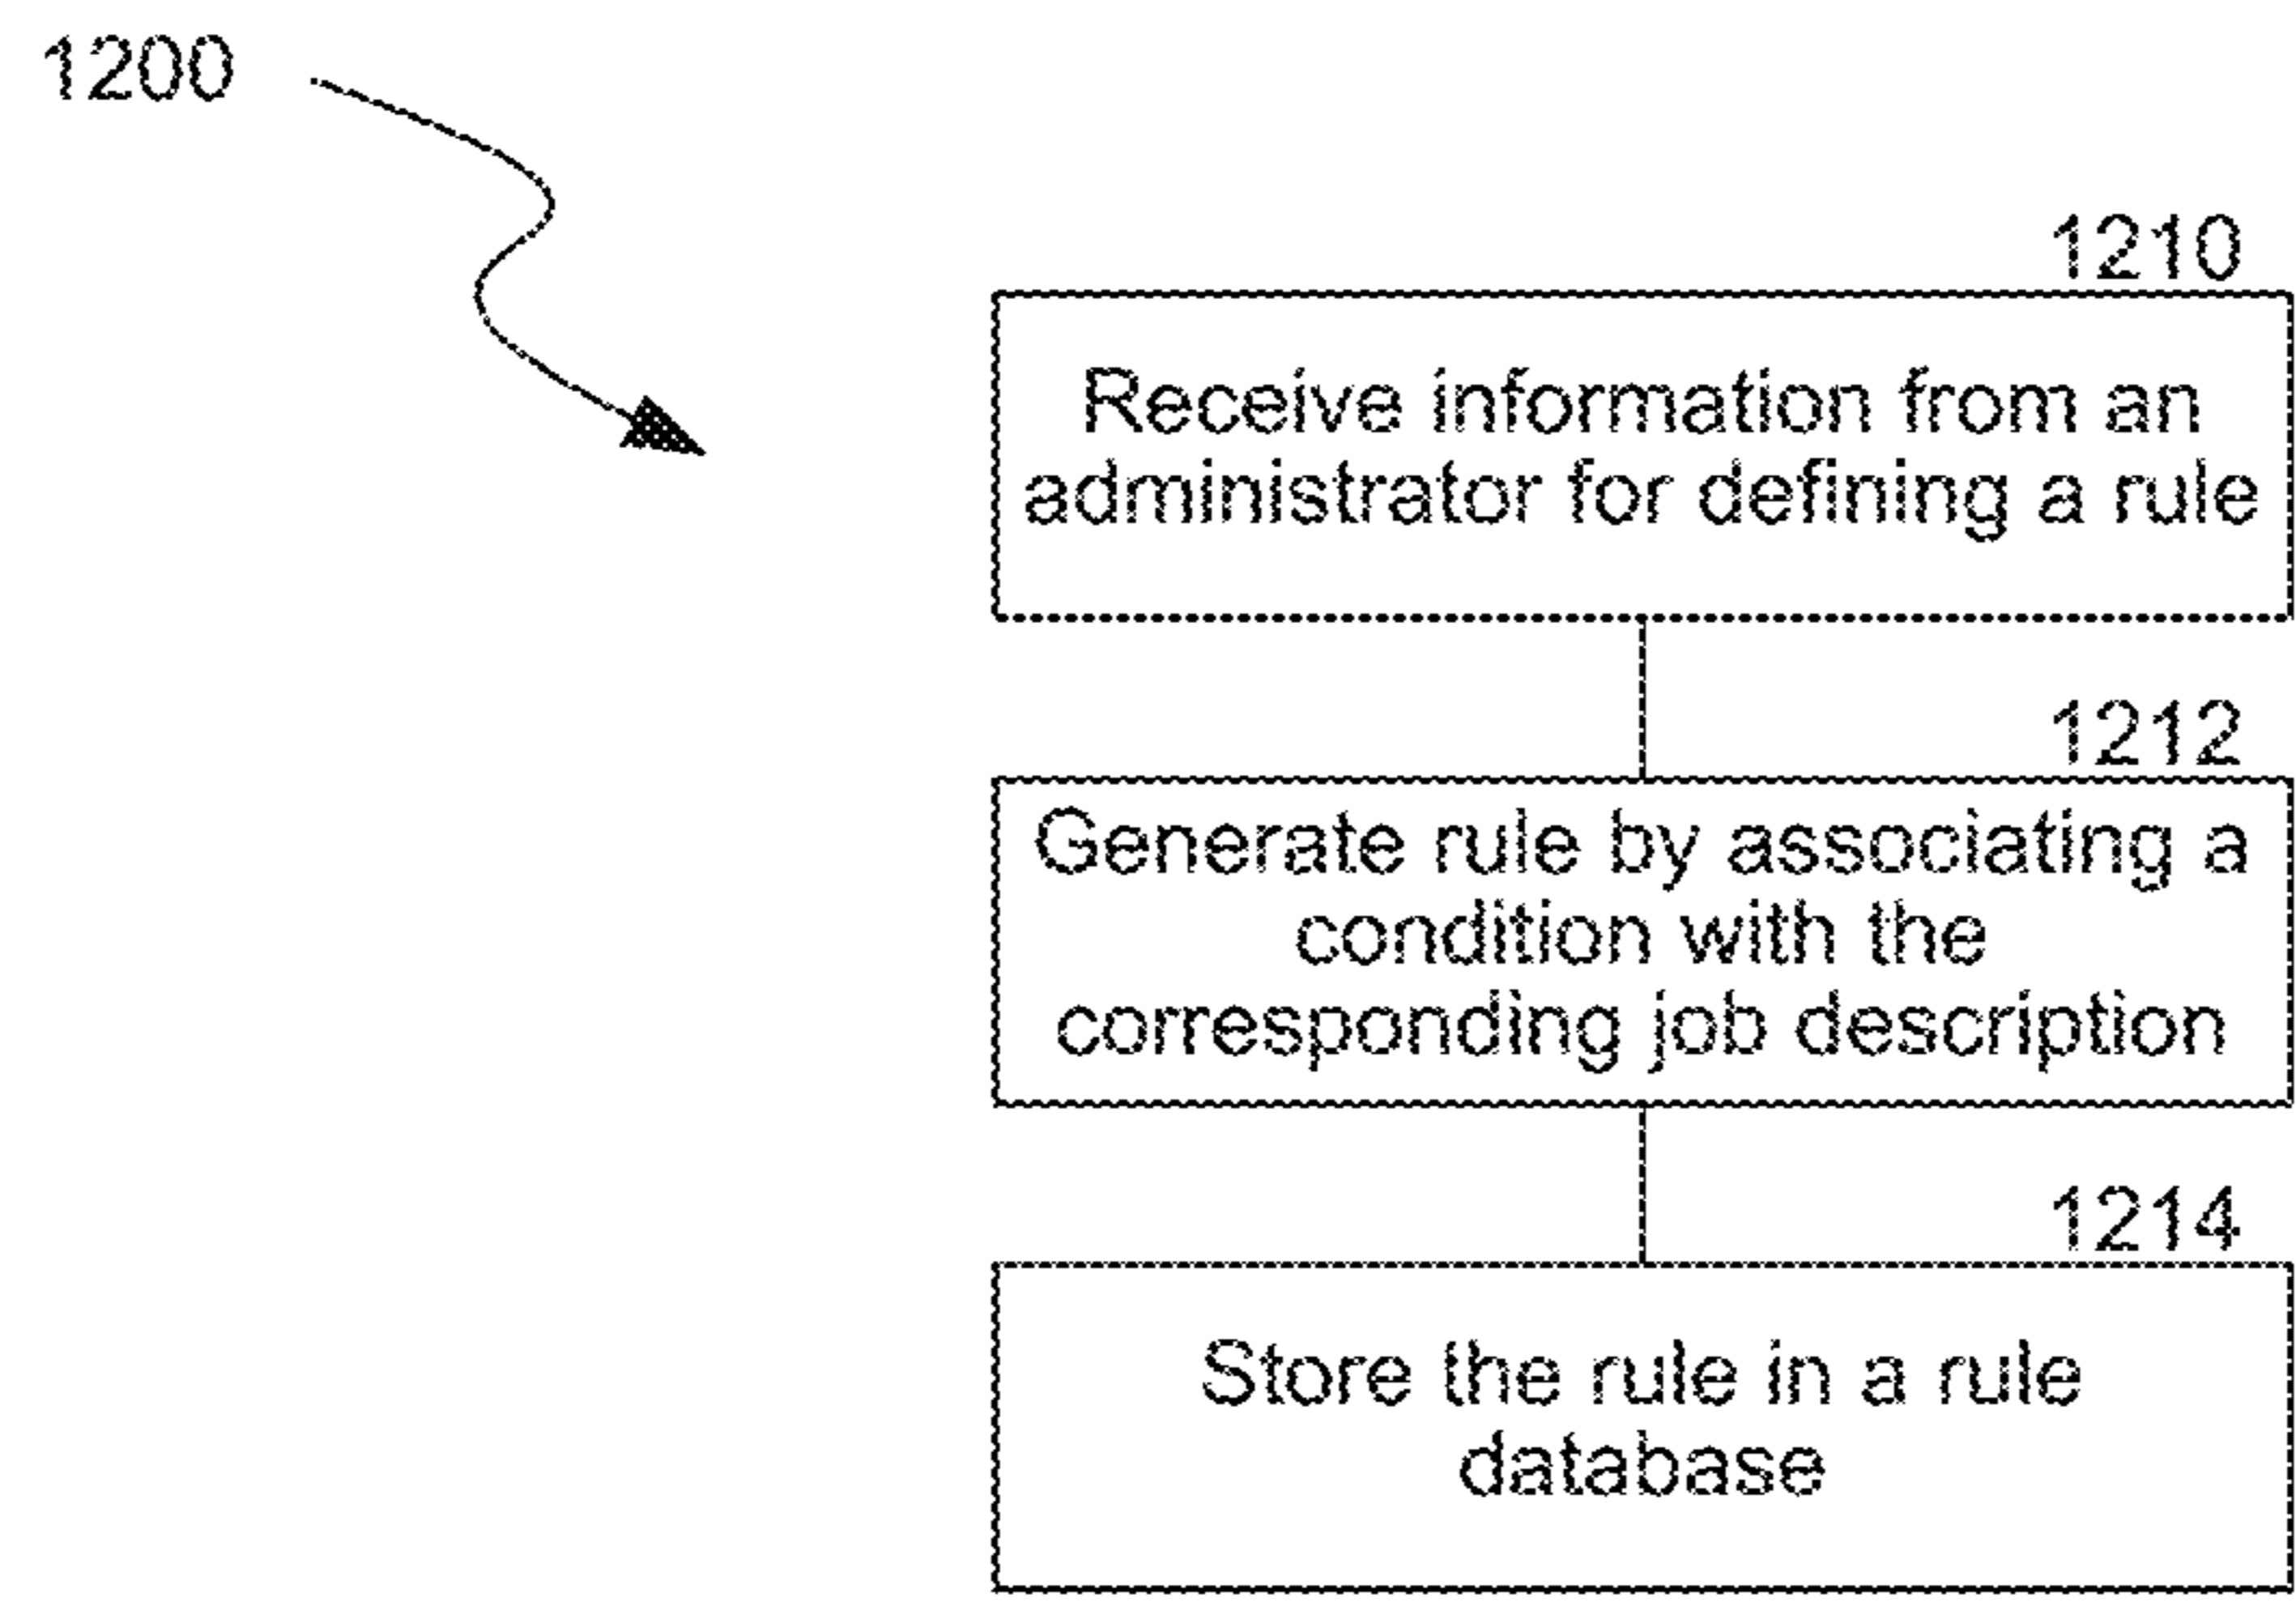 1200
1210
Receive information from an
administrator for defining a rule
1212
Generate rule by associating a
condition with the
corresponding job description
1214
Store the rule in a rule
database